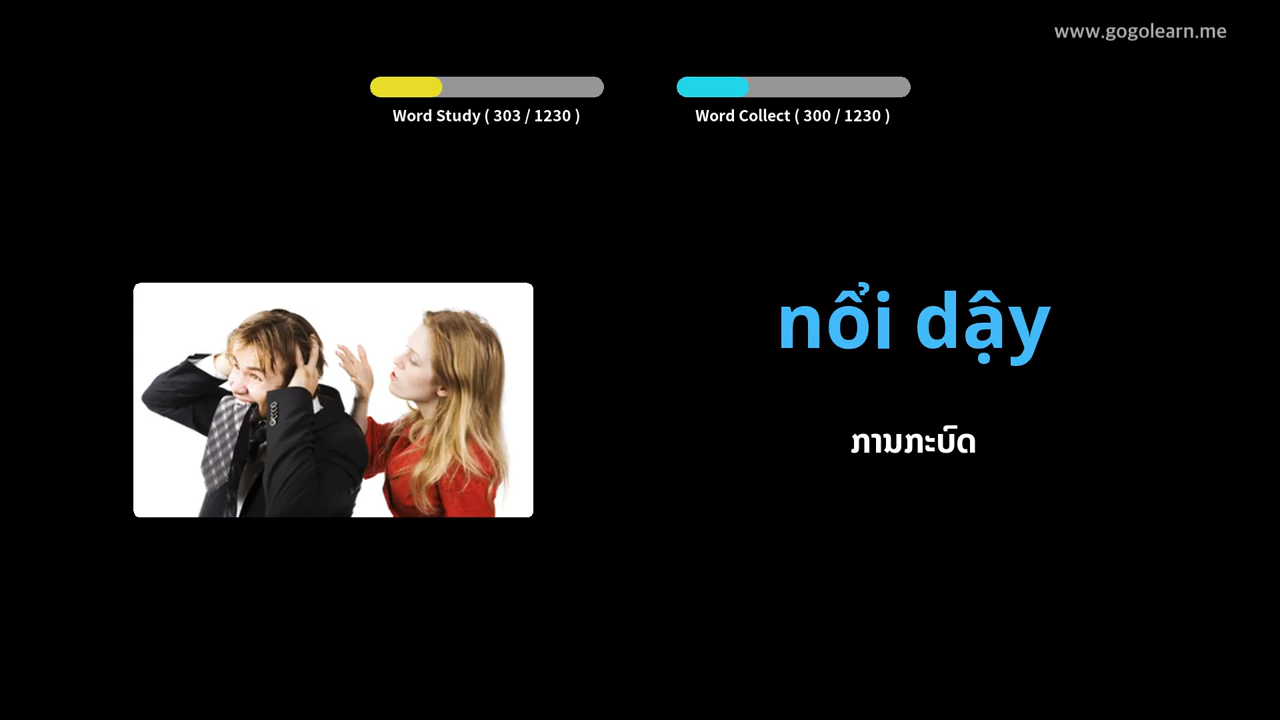 www.gogolearn.me
Word Study ( 303 / 1230 )
Word Collect ( 300 / 1230 )
nổi dậy
ການກະບົດ